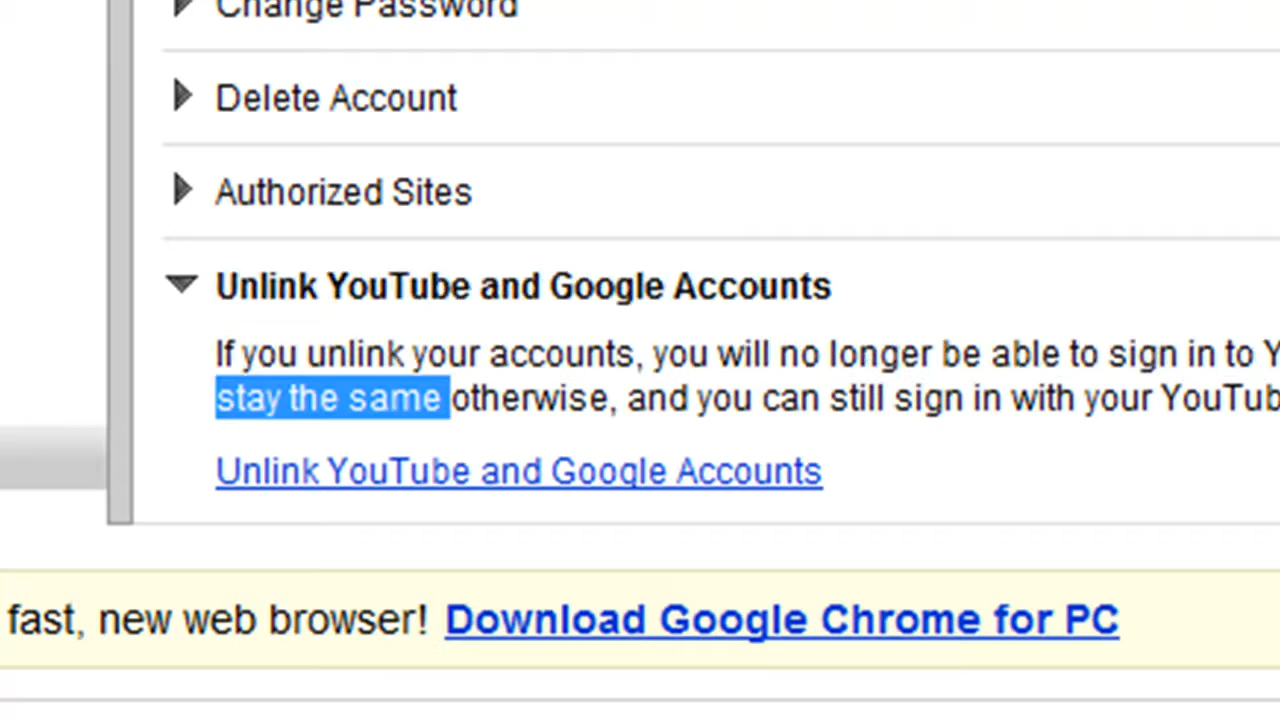 Change Password
Delete Account
Authorized Sites
Unlink YouTube and Google Accounts
If you unlink your accounts, you will no longer be able to sign in to
stay the same otherwise, and you can still sign in with your YouTub
Unlink YouTube and Google Accounts
fast, new web browser! Download Google Chrome for PC